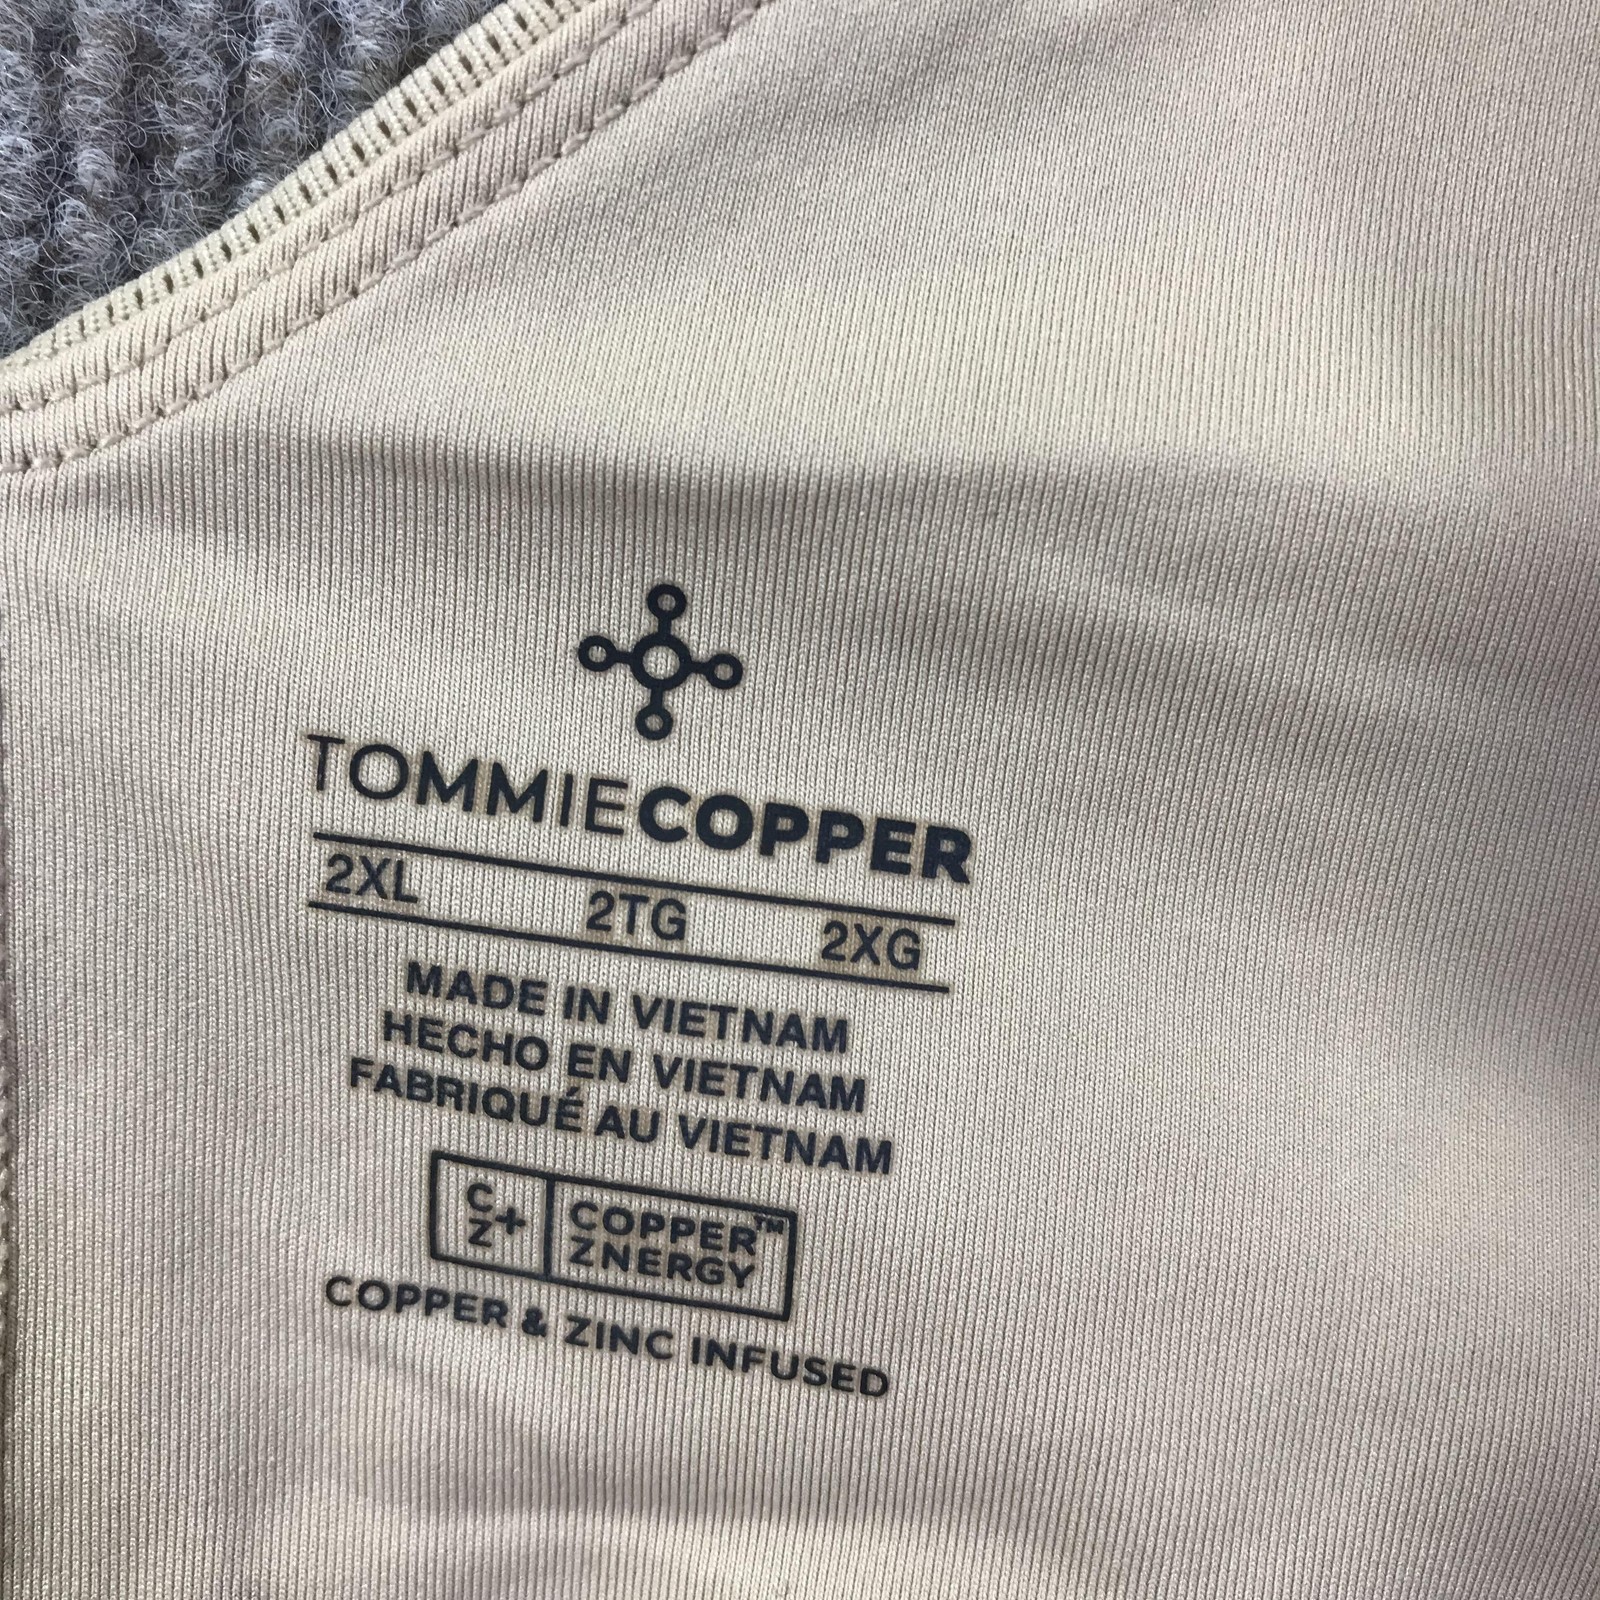 TOMMIECOPPER
2XL 2TG 2XG
MADE IN VIETNAM
HECHO EN VIETNAM
FABRIQUÉ AU VIETNAM
C+
Z
COPPER™
ZNERGY
COPPER & ZINC INFUSED